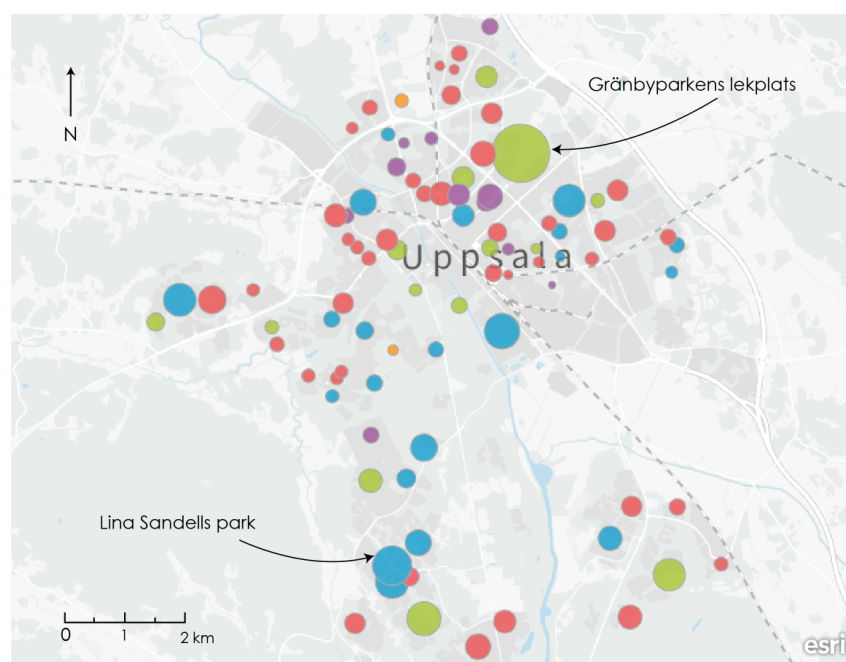 Gränbyparkens lekplats
N
Uppsala
Lina Sandells park
0 1 2 km
esri